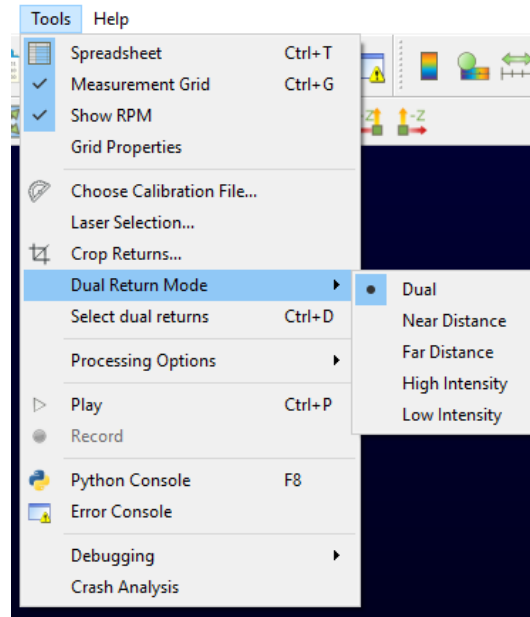 Tools Help
Spreadsheet Ctrl+T
Measurement Grid Ctrl+G
Show RPM
Grid Properties
Choose Calibration File...
Laser Selection...
Crop Returns...
Dual Return Mode
Select dual returns Ctrl+D
Processing Options
Play Ctrl+P
Record
Python Console F8
Error Console
Debugging
Crash Analysis
Dual
Near Distance
Far Distance
High Intensity
Low Intensity
-Z
-Z